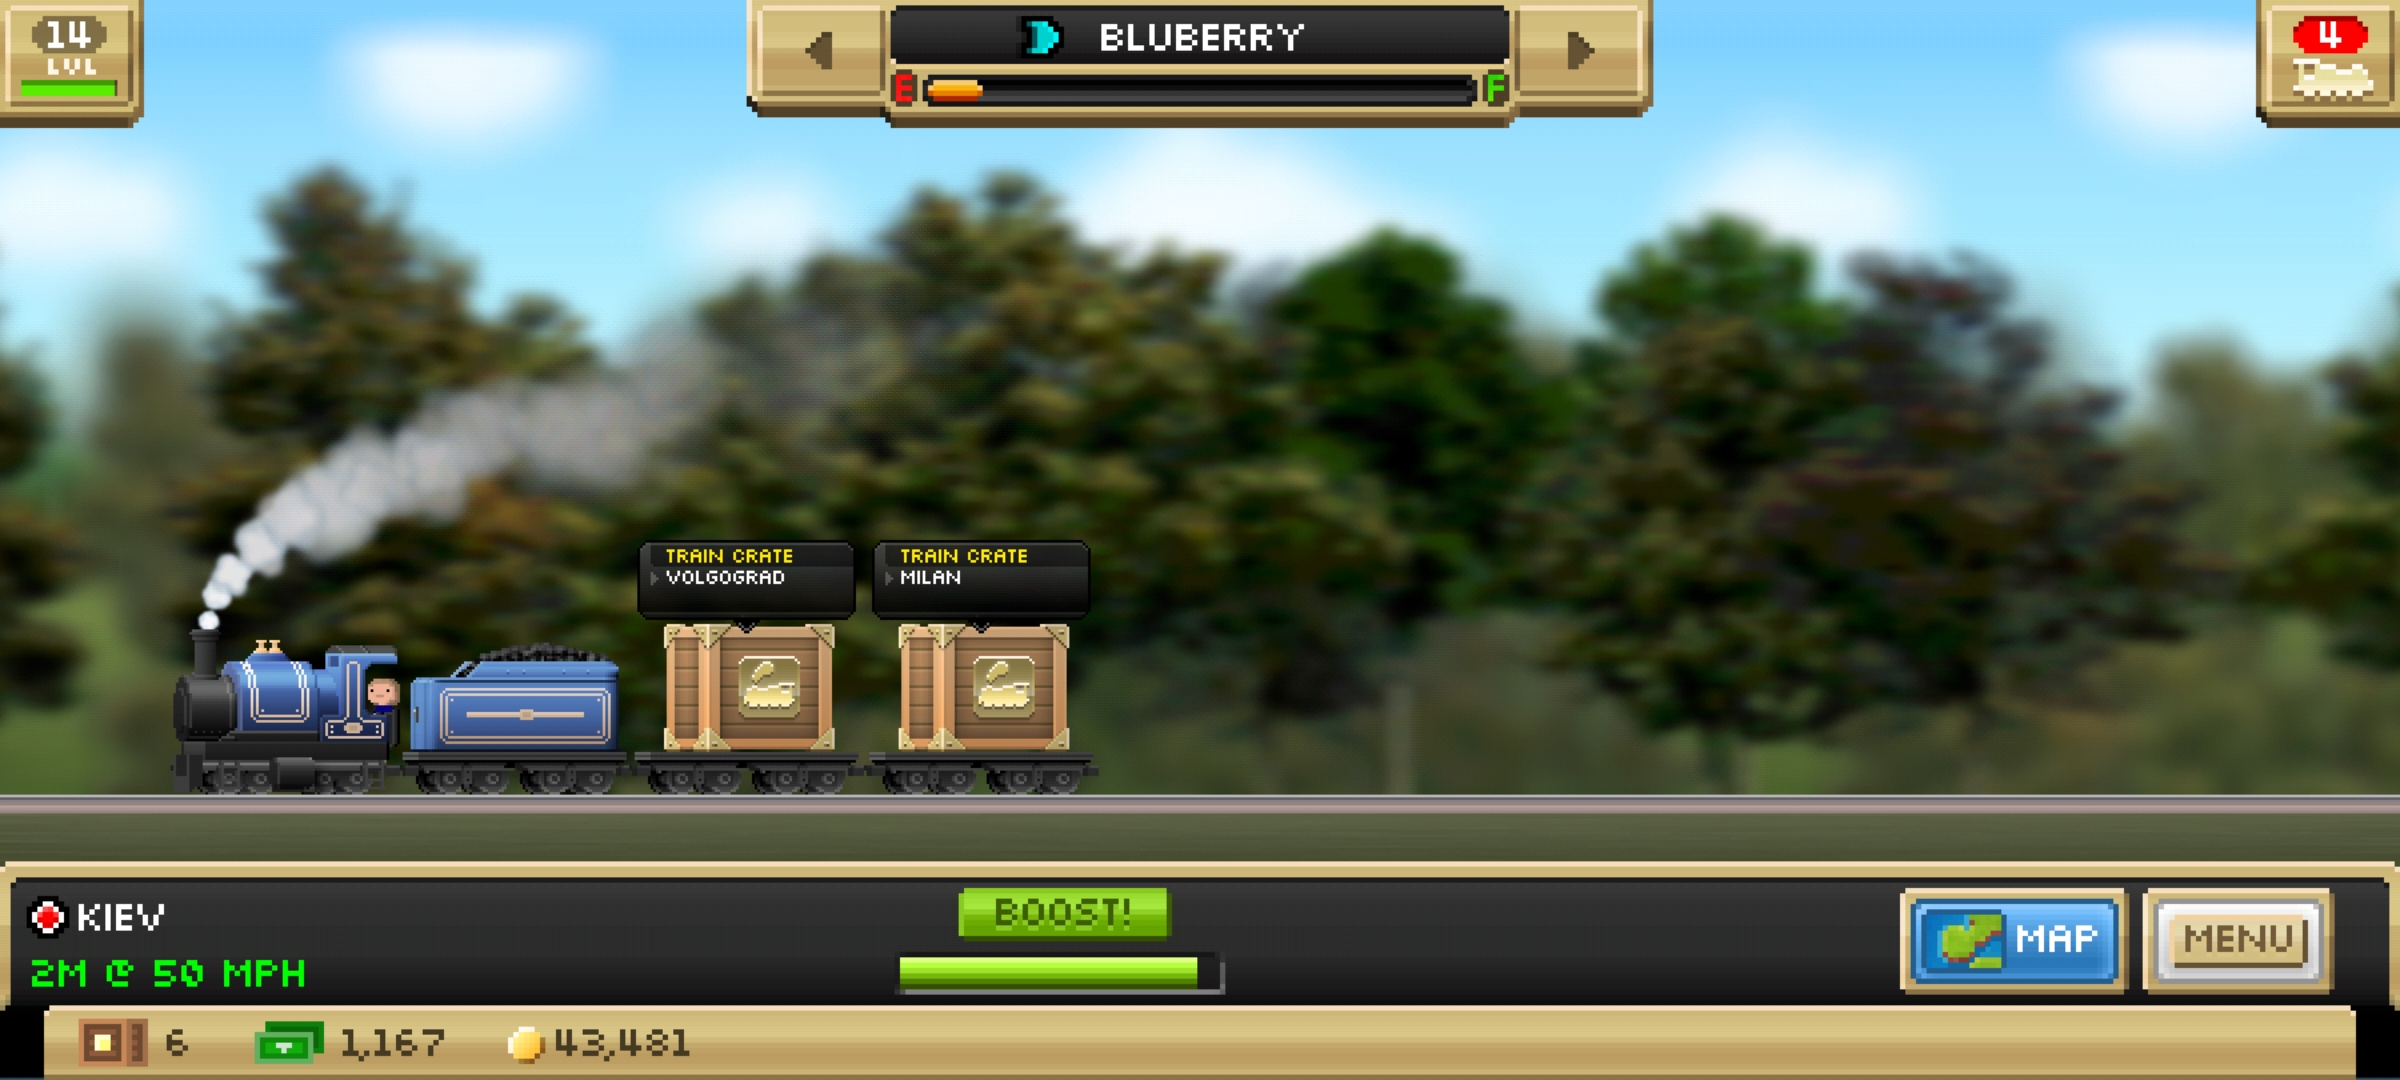 14
LVL
BLUBERRY
E F
4
TRAIN CRATE
VOLGOGRAD
TRAIN CRATE
MILAN
KIEV
2M @ 50 MPH
BOOST!
MAP
MENU
6
1,167
43,481